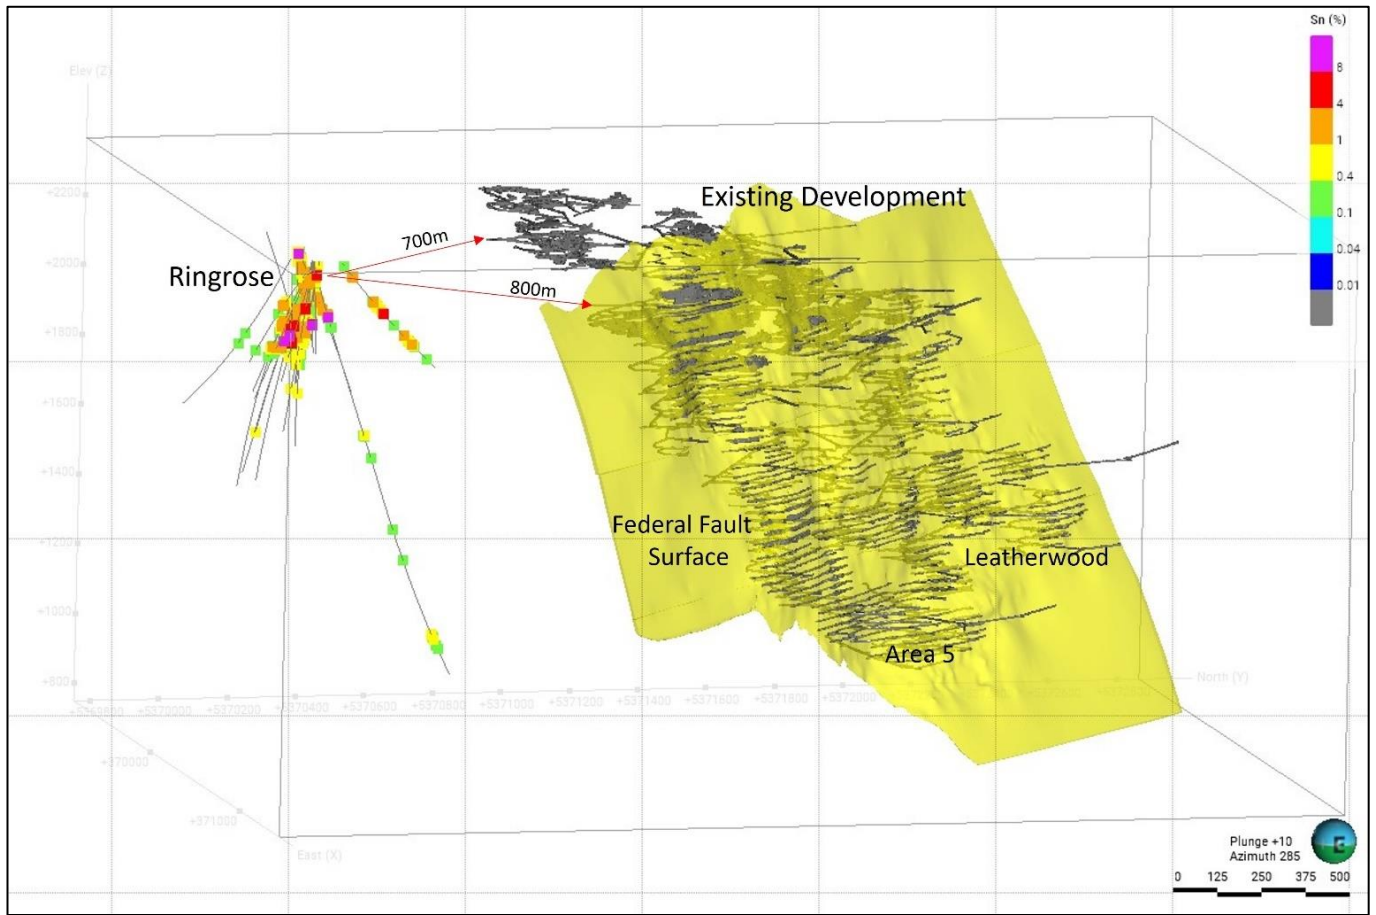 Sn (%)
8
4
1
0.4
0.1
0.04
0.01
Elev (Z)
+2200
+2000
+1800
+1600
+1400
+1200
+1000
+800
Existing Development
Ringrose
700m
800m
Federal Fault
Surface
Leatherwood
Area 5
North (Y)
+5370000
+5370200
+5370400
+5370600
+5370800
+5371000
+5371200
+5371400
+5371600
+5371800
+5372000
+370000
+371000
East (X)
Plunge +10
Azimuth 285
0 125 250 375 500